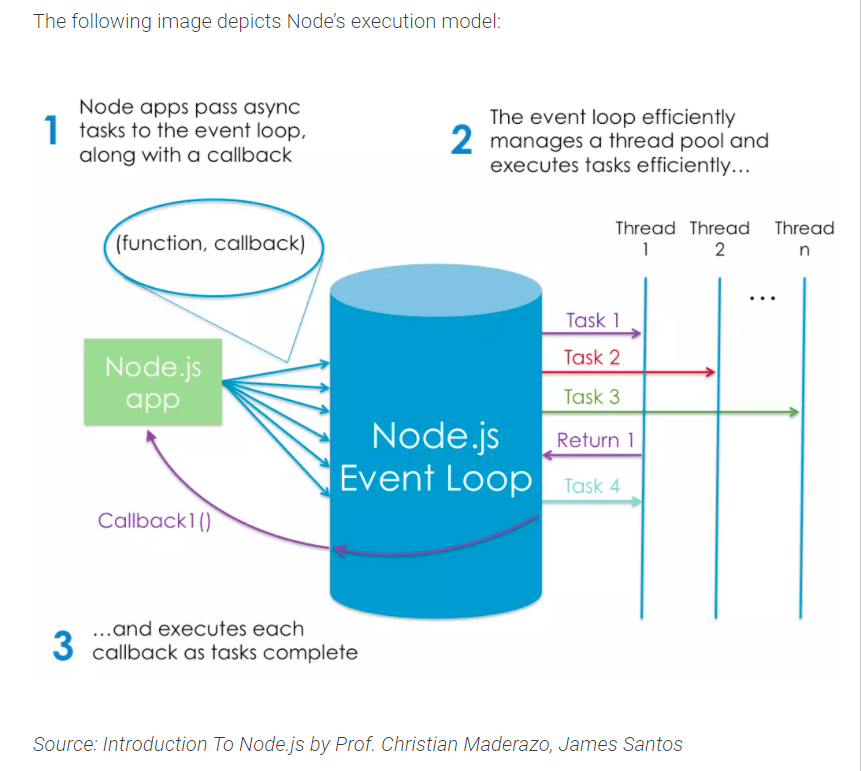 The following image depicts Node's execution model:
1
Node apps pass async
tasks to the event loop,
along with a callback
2
The event loop efficiently
manages a thread pool and
executes tasks efficiently...
(function, callback)
Thread
1
Thread
2
Thread
n
...
Task 1
Task 2
Task 3
Return 1
Task 4
Node.js
app
Node.js
Event Loop
Callback1()
3
...and executes each
callback as tasks complete
Source: Introduction To Node.js by Prof. Christian Maderazo, James Santos